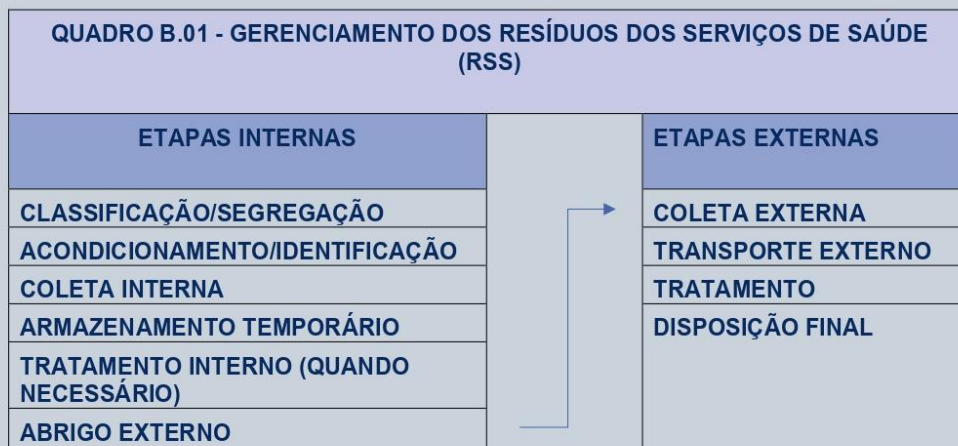 QUADRO B.01 - GERENCIAMENTO DOS RESÍDUOS DOS SERVIÇOS DE SAÚDE
(RSS)
ETAPAS INTERNAS
CLASSIFICAÇÃO/SEGREGAÇÃO
ACONDICIONAMENTO/IDENTIFICAÇÃO
COLETA INTERNA
ARMAZENAMENTO TEMPORÁRIO
TRATAMENTO INTERNO (QUANDO
NECESSÁRIO)
ABRIGO EXTERNO
ETAPAS EXTERNAS
COLETA EXTERNA
TRANSPORTE EXTERNO
TRATAMENTO
DISPOSIÇÃO FINAL